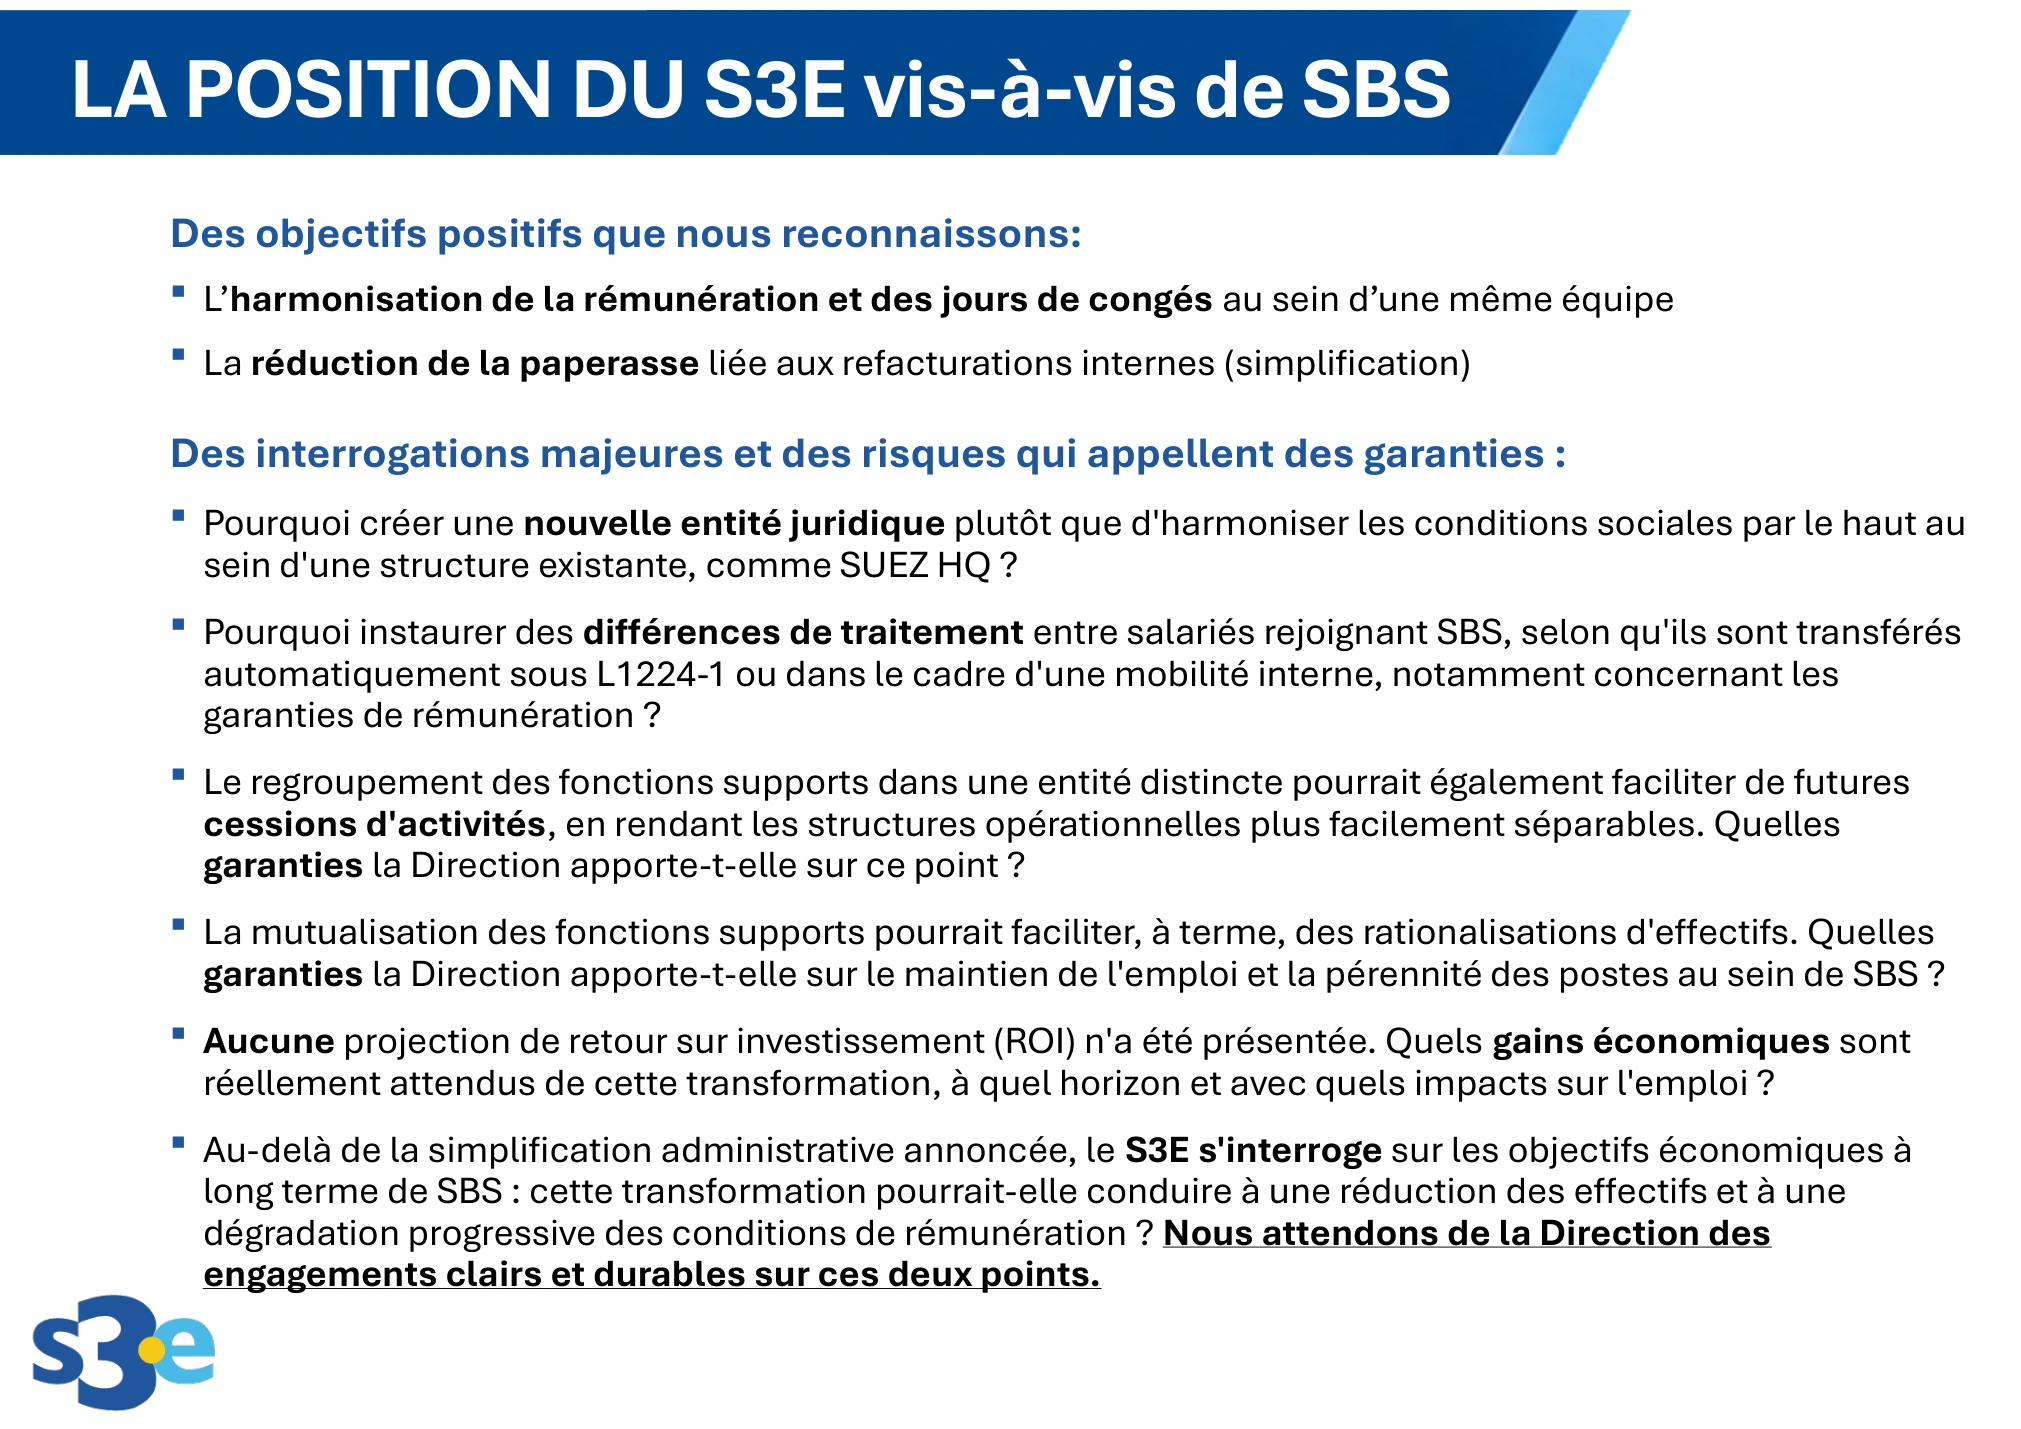 LA POSITION DU S3E vis-à-vis de SBS
Des objectifs positifs que nous reconnaissons:
▪ L’harmonisation de la rémunération et des jours de congés au sein d’une même équipe
▪ La réduction de la paperasse liée aux refacturations internes (simplification)
Des interrogations majeures et des risques qui appellent des garanties :
▪ Pourquoi créer une nouvelle entité juridique plutôt que d'harmoniser les conditions sociales par le haut au
sein d'une structure existante, comme SUEZ HQ ?
▪ Pourquoi instaurer des différences de traitement entre salariés rejoignant SBS, selon qu'ils sont transférés
automatiquement sous L1224-1 ou dans le cadre d'une mobilité interne, notamment concernant les
garanties de rémunération ?
▪ Le regroupement des fonctions supports dans une entité distincte pourrait également faciliter de futures
cessions d'activités, en rendant les structures opérationnelles plus facilement séparables. Quelles
garanties la Direction apporte-t-elle sur ce point ?
▪ La mutualisation des fonctions supports pourrait faciliter, à terme, des rationalisations d'effectifs. Quelles
garanties la Direction apporte-t-elle sur le maintien de l'emploi et la pérennité des postes au sein de SBS ?
▪ Aucune projection de retour sur investissement (ROI) n'a été présentée. Quels gains économiques sont
réellement attendus de cette transformation, à quel horizon et avec quels impacts sur l'emploi ?
▪ Au-delà de la simplification administrative annoncée, le S3E s'interroge sur les objectifs économiques à
long terme de SBS : cette transformation pourrait-elle conduire à une réduction des effectifs et à une
dégradation progressive des conditions de rémunération ? Nous attendons de la Direction des
engagements clairs et durables sur ces deux points.
s3e